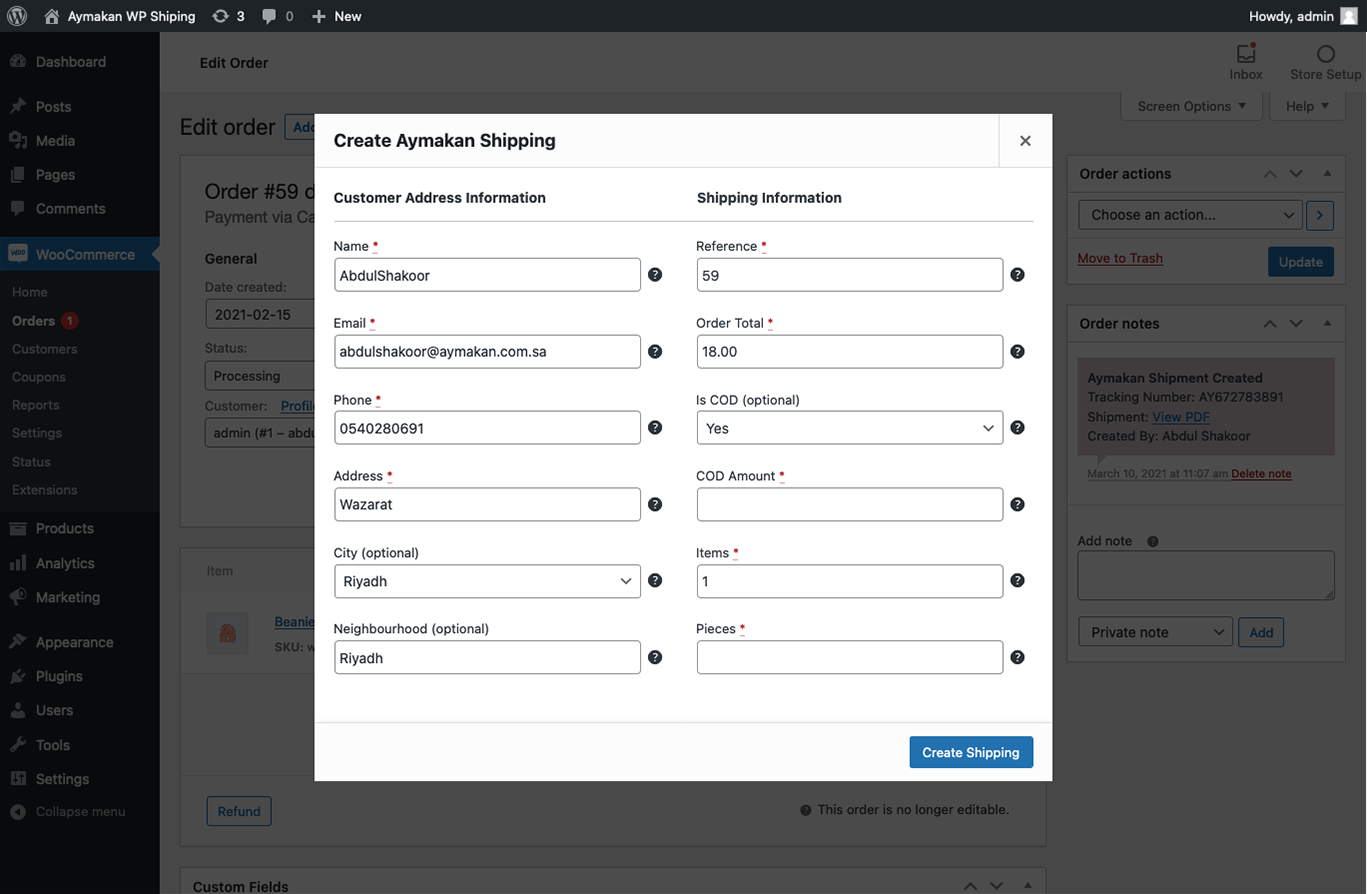 Aymakan WP Shiping
3
0
New
Howdy, admin
Dashboard
Posts
Media
Pages
Comments
WooCommerce
Home
Orders 1
Customers
Coupons
Reports
Settings
Status
Extensions
Products
Analytics
Marketing
Appearance
Plugins
Users
Tools
Settings
Collapse menu
Edit Order
Inbox
Store Setup
Screen Options
Help
Edit order
Order #59
Payment via
General
Date created:
2021-02-15
Status:
Processing
Customer:
admin (#1 –
Item
Beanie
SKU:
Refund
This order is no longer editable.
Custom Fields
Create Aymakan Shipping
×
Customer Address Information
Name *
AbdulShakoor
Email *
abdulshakoor@aymakan.com.sa
Phone *
0540280691
Address *
Wazarat
City (optional)
Riyadh
Neighbourhood (optional)
Riyadh
Shipping Information
Reference *
59
Order Total *
18.00
Is COD (optional)
Yes
COD Amount *
Items *
1
Pieces *
Create Shipping
Order actions
Choose an action...
Move to Trash
Update
Order notes
Aymakan Shipment Created
Tracking Number: AY672783891
Shipment: View PDF
Created By: Abdul Shakoor
March 10, 2021 at 11:07 am Delete note
Add note
Private note
Add